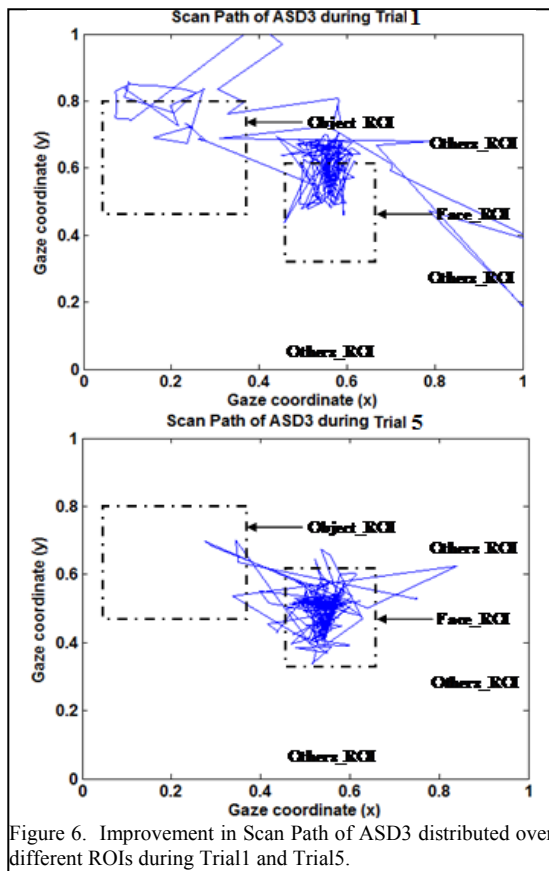 Scan Path of ASD3 during Trial 1
1
0.8
0.6
0.4
0.2
0
Gaze coordinate (y)
Object_ROI
Others_ROI
Face_ROI
Others_ROI
Others_ROI
0
0.2
0.4
0.6
0.8
1
Gaze coordinate (x)
Scan Path of ASD3 during Trial 5
1
0.8
0.6
0.4
0.2
0
Gaze coordinate (y)
Object_ROI
Others_ROI
Face_ROI
Others_ROI
Others_ROI
0
0.2
0.4
0.6
0.8
1
Gaze coordinate (x)
Figure 6. Improvement in Scan Path of ASD3 distributed over
different ROIs during Trial1 and Trial5.